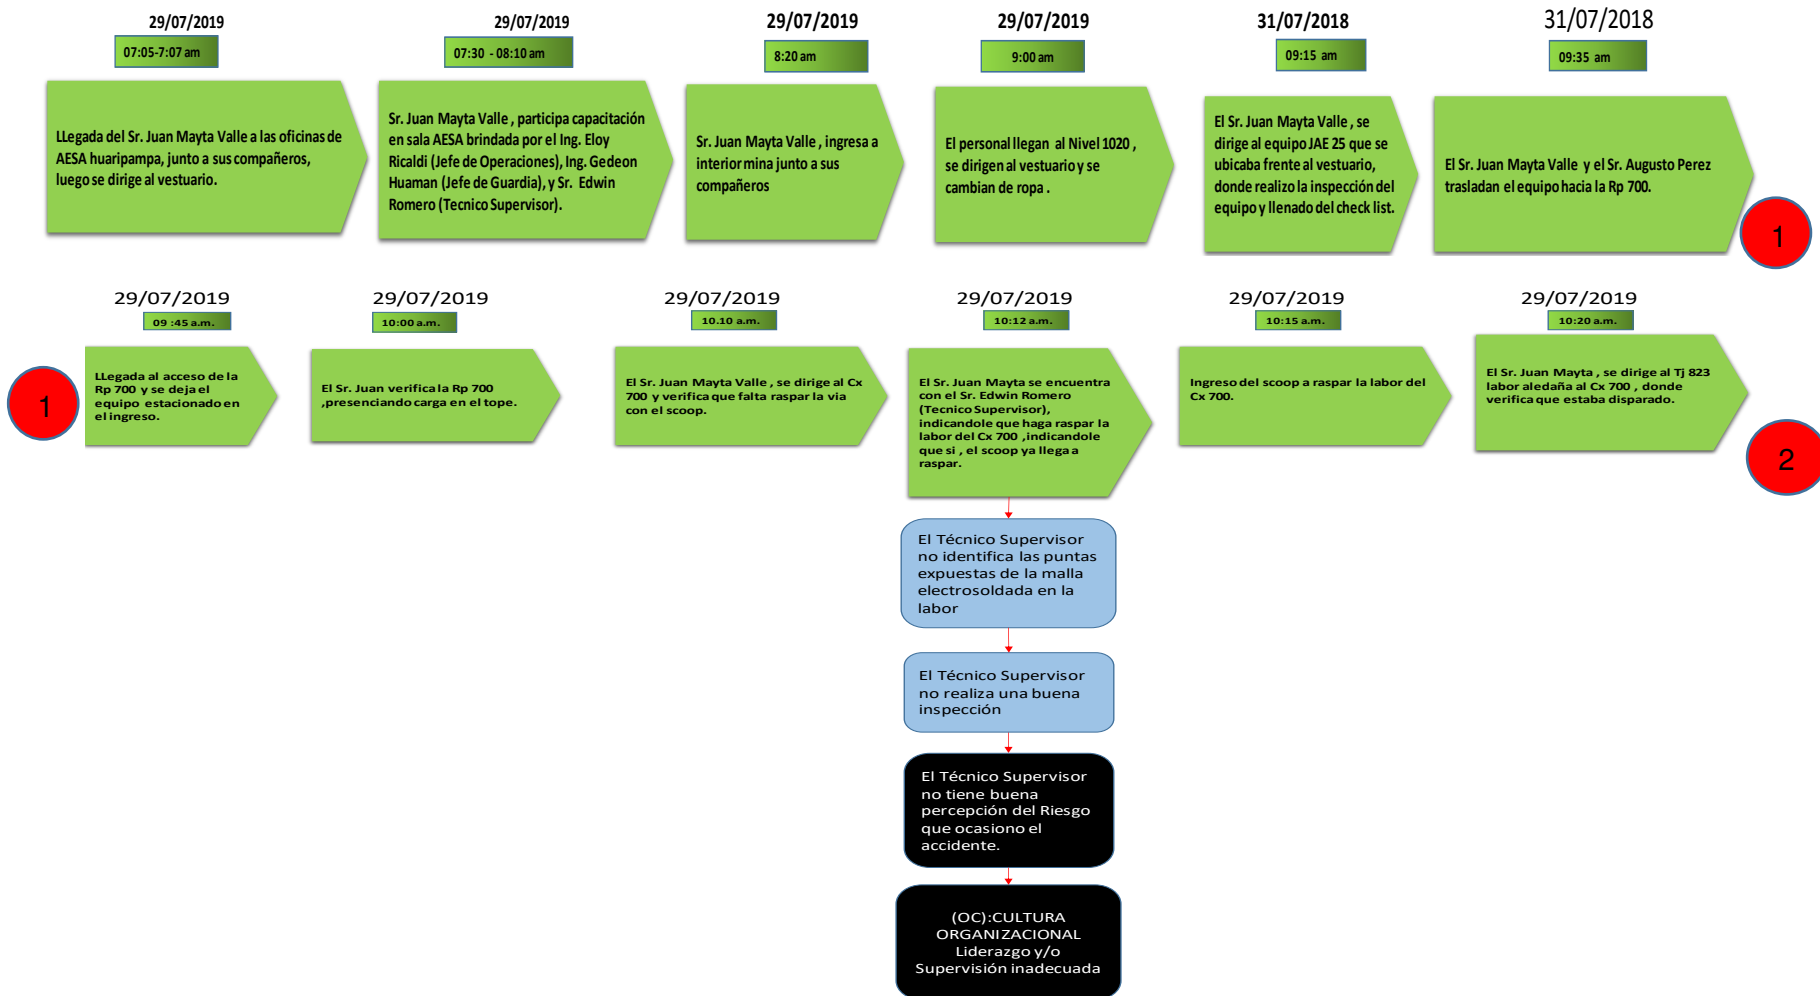 29/07/2019
07:05-7:07 am
LLegada del Sr. Juan Mayta Valle a las oficinas de
AESA huaripampa, junto a sus compañeros,
luego se dirige al vestuario.
29/07/2019
07:30 - 08:10 am
Sr. Juan Mayta Valle , participa capacitación
en sala AESA brindada por el Ing. Eloy
Ricaldi (Jefe de Operaciones), Ing. Gedeon
Huaman (Jefe de Guardia), y Sr. Edwin
Romero (Tecnico Supervisor).
29/07/2019
8:20 am
Sr. Juan Mayta Valle , ingresa a
interior mina junto a sus
compañeros
29/07/2019
9:00 am
El personal llegan al Nivel 1020 ,
se dirigen al vestuario y se
cambian de ropa .
31/07/2018
09:15 am
El Sr. Juan Mayta Valle , se
dirige al equipo JAE 25 que se
ubicaba frente al vestuario,
donde realizo la inspección del
equipo y llenado del check list.
31/07/2018
09:35 am
El Sr. Juan Mayta Valle y el Sr. Augusto Perez
trasladan el equipo hacia la Rp 700.
1
1
29/07/2019
09 :45 a.m.
LLegada al acceso de la
Rp 700 y se deja el
equipo estacionado en
el ingreso.
29/07/2019
10:00 a.m.
El Sr. Juan verifica la Rp 700
,presenciando carga en el tope.
29/07/2019
10.10 a.m.
El Sr. Juan Mayta Valle , se dirige al Cx
700 y verifica que falta raspar la via
con el scoop.
29/07/2019
10:12 a.m.
El Sr. Juan Mayta se encuentra
con el Sr. Edwin Romero
(Tecnico Supervisor),
indicandole que haga raspar la
labor del Cx 700 ,indicandole
que si , el scoop ya llega a
raspar.
29/07/2019
10:15 a.m.
Ingreso del scoop a raspar la labor del
Cx 700.
29/07/2019
10:20 a.m.
El Sr. Juan Mayta , se dirige al Tj 823
labor aledaña al Cx 700 , donde
verifica que estaba disparado.
2
El Técnico Supervisor
no identifica las puntas
expuestas de la malla
electrosoldada en la
labor
El Técnico Supervisor
no realiza una buena
inspección
El Técnico Supervisor
no tiene buena
percepción del Riesgo
que ocasiono el
accidente.
(OC):CULTURA
ORGANIZACIONAL
Liderazgo y/o
Supervisión inadecuada